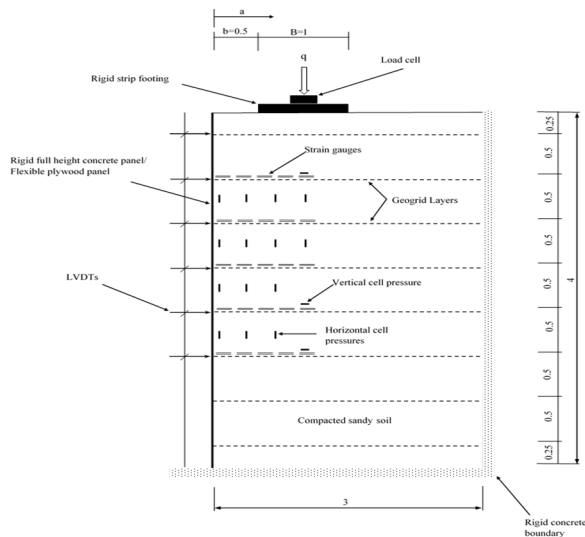 a
b=0.5
B=1
q
Load cell
Rigid strip footing
0.25
Strain gauges
0.5
Rigid full height concrete panel/
Flexible plywood panel
Geogrid Layers
0.5
0.5
0.5
4
LVDTs
Vertical cell pressure
0.5
Horizontal cell
pressures
0.5
Compacted sandy soil
0.5
0.25
3
Rigid concrete
boundary